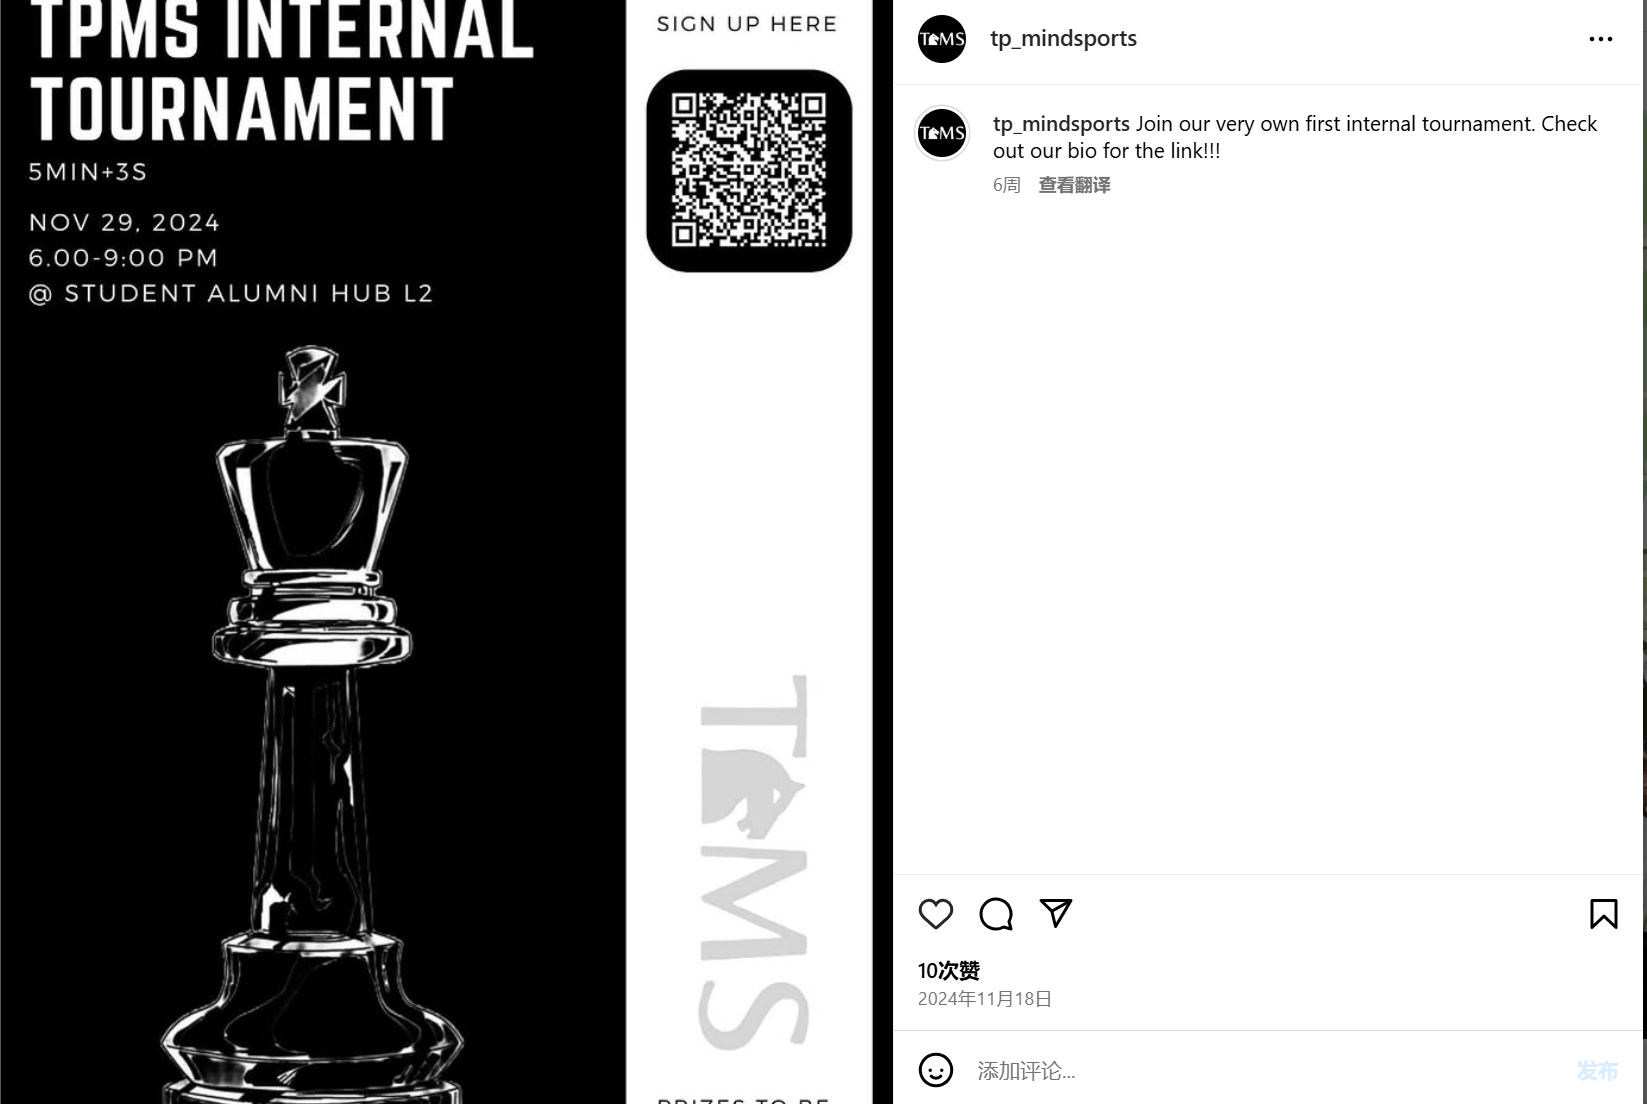 TPMS INTERNAL
TOURNAMENT
5MIN+3S
NOV 29, 2024
6.00-9:00 PM
@ STUDENT ALUMNI HUB L2
SIGN UP HERE
TPMS
PRIZES TO BE
TPMS
tp_mindsports
TPMS
tp_mindsports Join our very own first internal tournament. Check
out our bio for the link!!!
6周 查看翻译
10次赞
2024年11月18日
添加评论...
发布